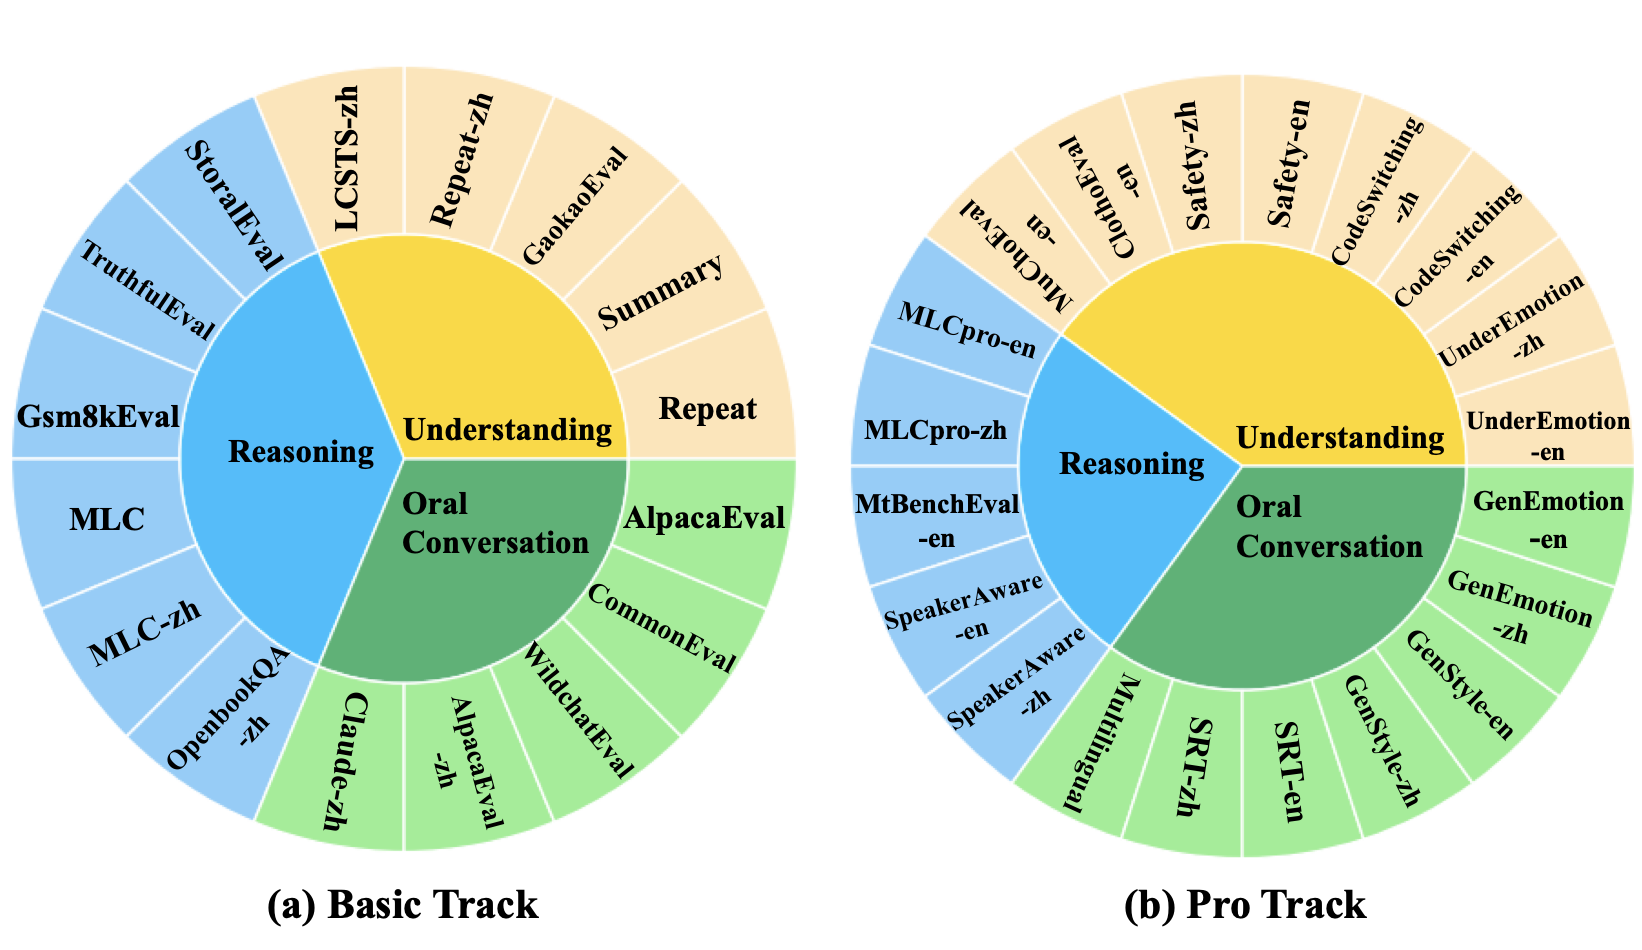 LCSTS-zh
Repeat-zh
GaokaoEval
Summary
Repeat
StoralEval
TruthfulEval
Gsm8kEval
MLC
MLC-zh
OpenbookQA
-zh
Understanding
Reasoning
Oral
Conversation
AlpacaEval
CommonEval
WildchatEval
AlpacaEval
-zh
Claude-zh
(a) Basic Track
MuChoEval
-en
ClothoEval
-en
Safety-zh
Safety-en
CodeSwitching
-zh
CodeSwitching
-en
UnderEmotion
-zh
UnderEmotion
-en
MLCpro-en
MLCpro-zh
MtBenchEval
-en
SpeakerAware
-en
SpeakerAware
-zh
Understanding
Reasoning
Oral
Conversation
GenEmotion
-en
GenEmotion
-zh
GenStyle-en
GenStyle-zh
SRT-en
SRT-zh
Multilingual
(b) Pro Track